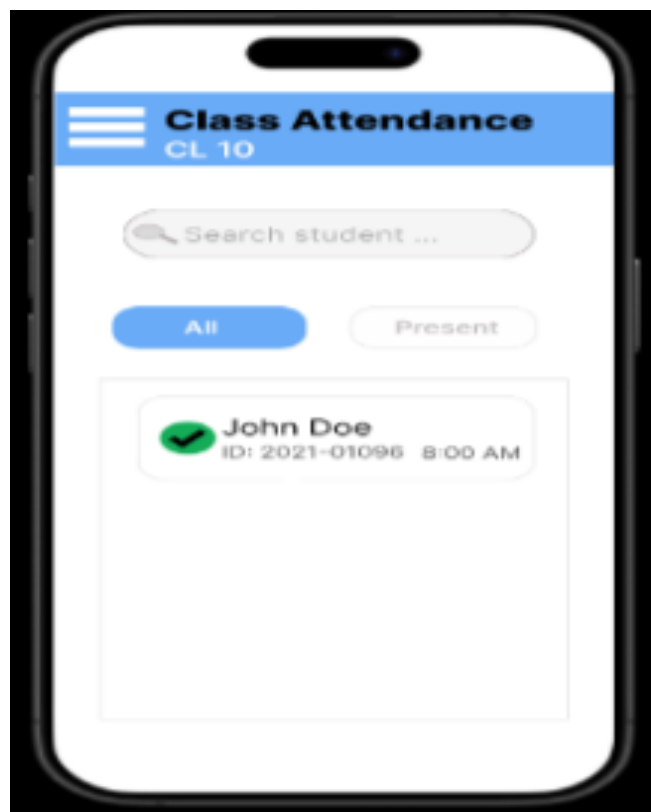 Class Attendance
CL 10
Search student ...
All
Present
John Doe
ID: 2021-01096 8:00 AM